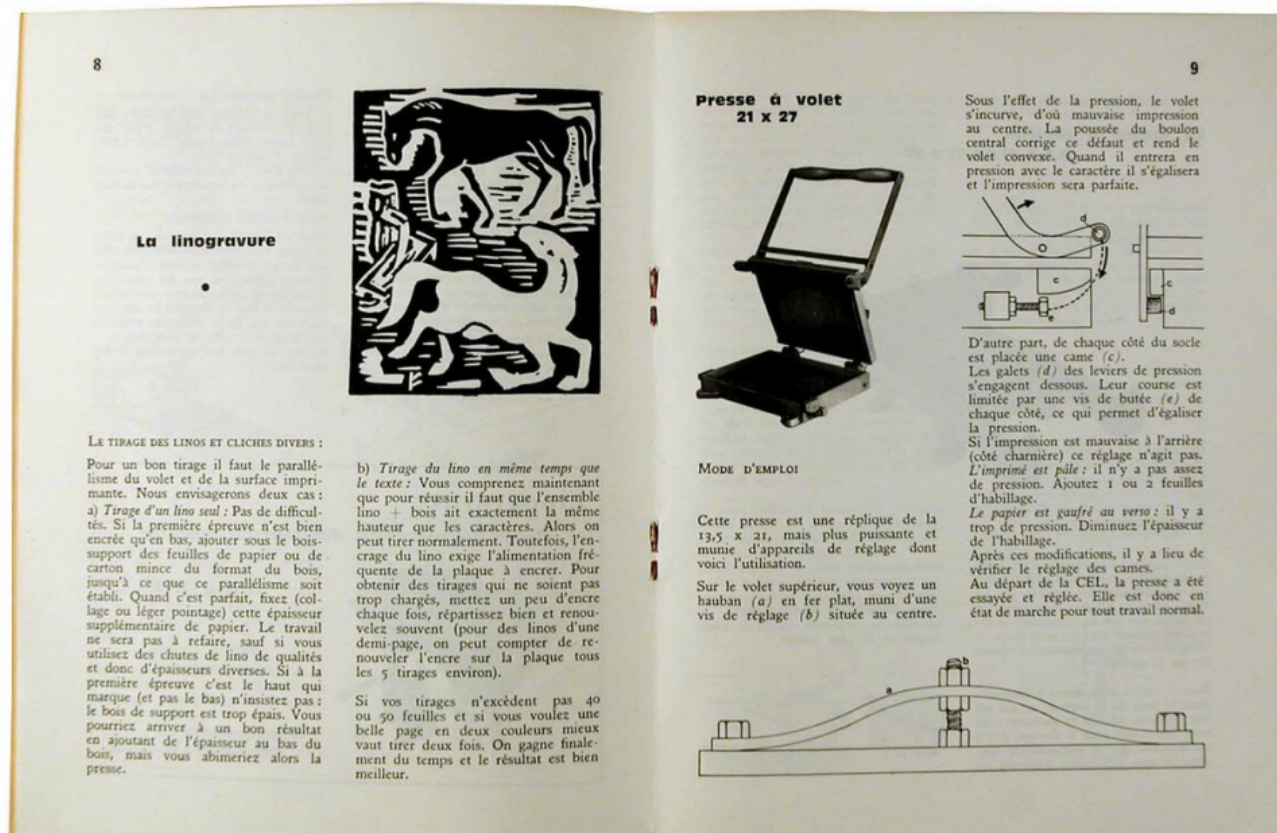 8
La linogravure
LE TIRAGE DES LINOS ET CLICHES DIVERS :
Pour un bon tirage il faut le parallé-
lisme du volet et de la surface impri-
mante. Nous envisagerons deux cas :
a) Tirage d'un lino seul : Pas de difficul-
tés. Si la première épreuve n'est bien
encrée qu'en bas, ajouter sous le bois-
support des feuilles de papier ou de
carton mince du format du bois,
jusqu'à ce que ce parallélisme soit
établi. Quand c'est parfait, fixez (col-
lage ou léger pointage) cette épaisseur
supplémentaire de papier. Le travail
ne sera pas à refaire, sauf si vous
utilisez des chutes de lino de qualités
et donc d'épaisseurs diverses. Si à la
première épreuve c'est le haut qui
marque (et pas le bas) n'insistez pas :
le bois de support est trop épais. Vous
pourriez arriver à un bon résultat
en ajoutant de l'épaisseur au bas du
bois, mais vous abimeriez alors la
presse.
b) Tirage du lino en même temps que
le texte : Vous comprenez maintenant
que pour réussir il faut que l'ensemble
lino + bois ait exactement la même
hauteur que les caractères. Alors on
peut tirer normalement. Toutefois, l'en-
crage du lino exige l'alimentation fré-
quente de la plaque à encrer. Pour
obtenir des tirages qui ne soient pas
trop chargés, mettez un peu d'encre
chaque fois, répartissez bien et renou-
velez souvent (pour des linos d'une
demi-page, on peut compter de re-
nouveler l'encre sur la plaque tous
les 5 tirages environ).
Si vos tirages n'excèdent pas 40
ou 50 feuilles et si vous voulez une
belle page en deux couleurs mieux
vaut tirer deux fois. On gagne finale-
ment du temps et le résultat est bien
meilleur.
9
Presse à volet
21 x 27
MODE D'EMPLOI
Cette presse est une réplique de la
13,5 x 21, mais plus puissante et
munie d'appareils de réglage dont
voici l'utilisation.
Sur le volet supérieur, vous voyez un
hauban (a) en fer plat, muni d'une
vis de réglage (b) située au centre.
Sous l'effet de la pression, le volet
s'incurve, d'où mauvaise impression
au centre. La poussée du boulon
central corrige ce défaut et rend le
volet convexe. Quand il entrera en
pression avec le caractère il s'égalisera
et l'impression sera parfaite.
d
c
e
c
d
D'autre part, de chaque côté du socle
est placée une came (c).
Les galets (d) des leviers de pression
s'engagent dessous. Leur course est
limitée par une vis de butée (e) de
chaque côté, ce qui permet d'égaliser
la pression.
Si l'impression est mauvaise à l'arrière
(côté charnière) ce réglage n'agit pas.
L'imprimé est pâle : il n'y a pas assez
de pression. Ajoutez 1 ou 2 feuilles
d'habillage.
Le papier est gaufré au verso : il y a
trop de pression. Diminuez l'épaisseur
de l'habillage.
Après ces modifications, il y a lieu de
vérifier le réglage des cames.
Au départ de la CEL, la presse a été
essayée et réglée. Elle est donc en
état de marche pour tout travail normal.
b
a